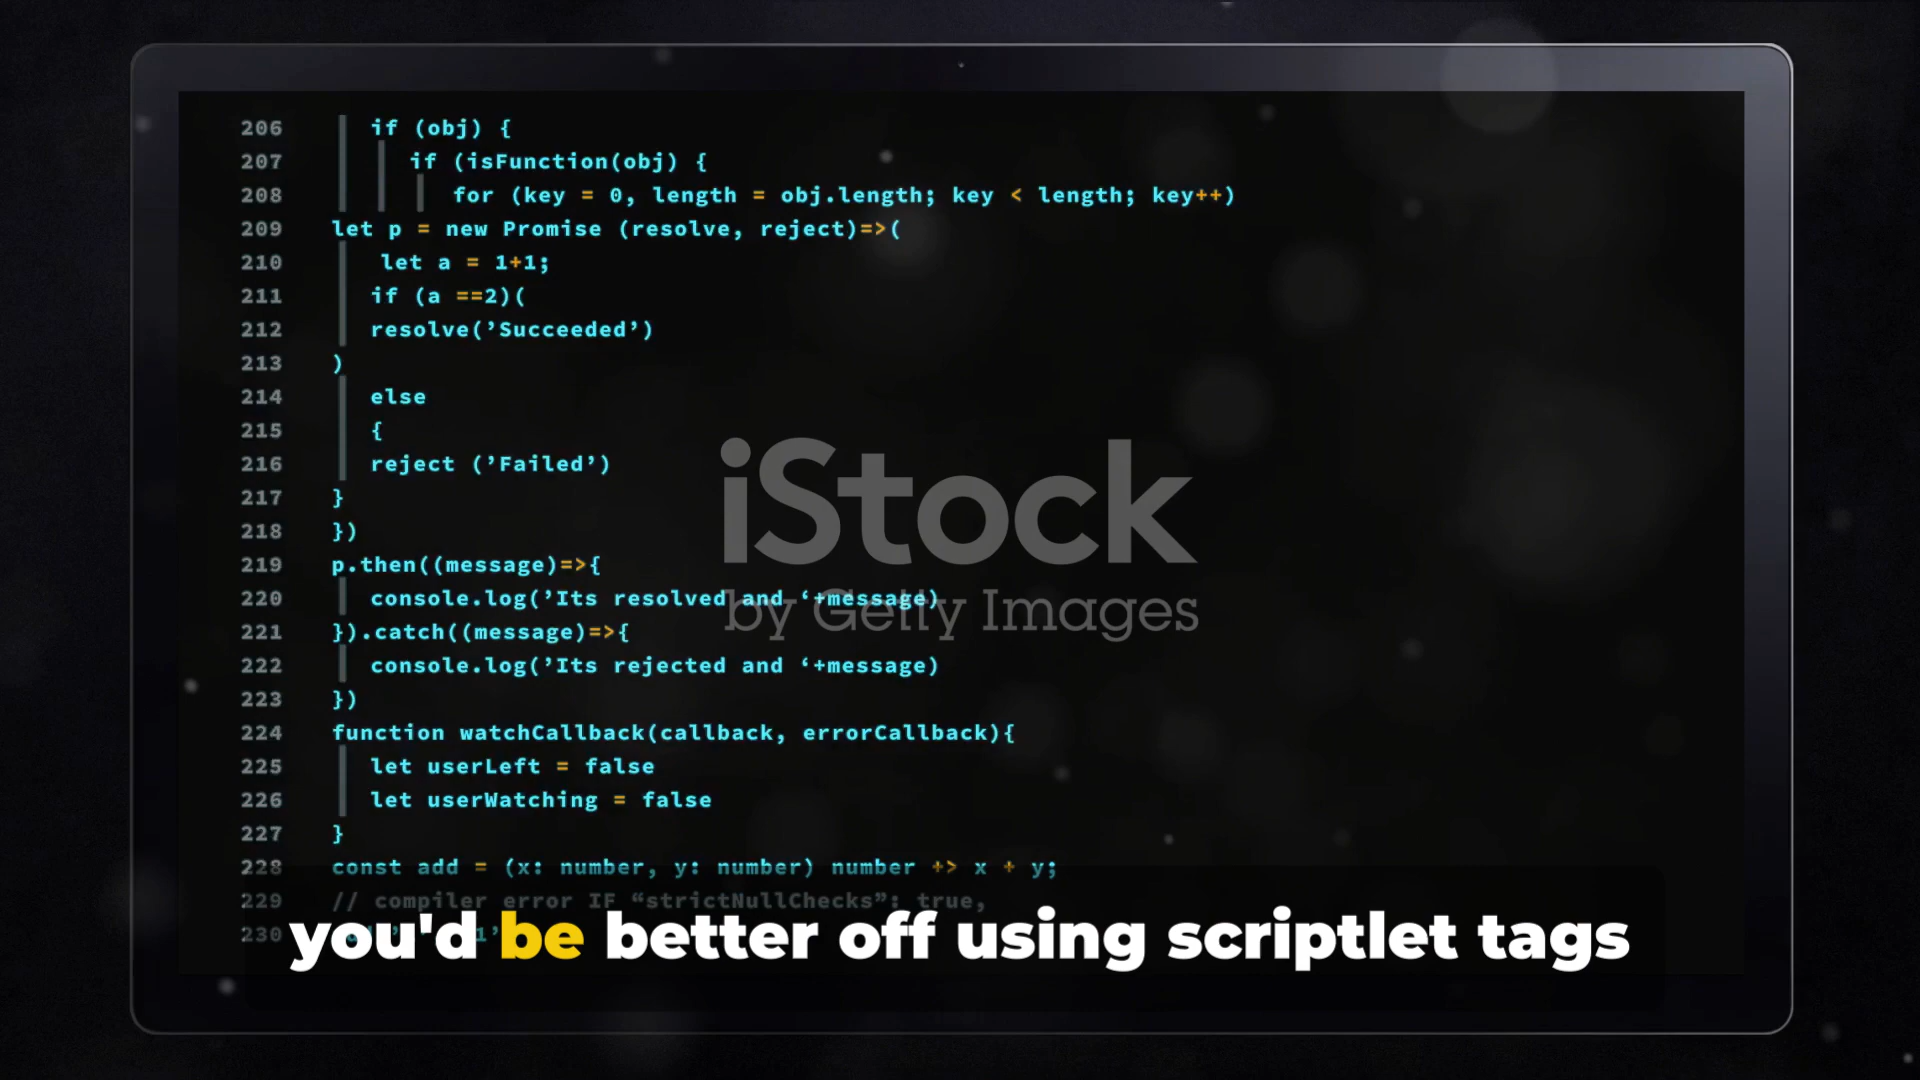 206 if (obj) {
207 if (isFunction(obj) {
208 for (key = 0, length = obj.length; key < length; key++)
209 let p = new Promise (resolve, reject)=>(
210 let a = 1+1;
211 if (a ==2)(
212 resolve(’Succeeded’)
213 )
214 else
215 {
216 reject (’Failed’)
217 }
218 })
219 p.then((message)=>{
220 console.log(’Its resolved and ‘+message)
221 }).catch((message)=>{
222 console.log(’Its rejected and ‘+message)
223 })
224 function watchCallback(callback, errorCallback){
225 let userLeft = false
226 let userWatching = false
227 }
228 const add = (x: number, y: number) number +> x + y;
229 // compiler error IF “strictNullChecks”: true,
230
you'd be better off using scriptlet tags
iStock
by Getty Images